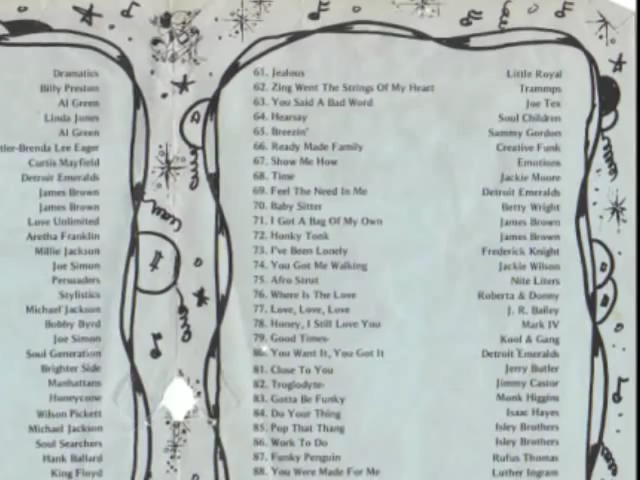 Dramatics
Billy Preston
Al Green
Linda Jones
Al Green
tler-Brenda Lee Eager
Curtis Mayfield
Detroit Emeralds
James Brown
James Brown
Love Unlimited
Aretha Franklin
Millie Jackson
Joe Simon
Persuaders
Stylistics
Michael Jackson
Bobby Byrd
Joe Simon
Soul Generation
Brighter Side
Manhattans
Honeycone
Wilson Pickett
Michael Jackson
Soul Searchers
Hank Ballard
King Floyd
61. Jealous Little Royal
62. Zing Went The Strings Of My Heart Trammps
63. You Said A Bad Word Joe Tex
64. Hearsay Soul Children
65. Breezin' Sammy Gordon
66. Ready Made Family Creative Funk
67. Show Me How Emotions
68. Time Jackie Moore
69. Feel The Need In Me Detroit Emeralds
70. Baby Sitter Betty Wright
71. I Got A Bag Of My Own James Brown
72. Honky Tonk James Brown
73. I've Been Lonely Frederick Knight
74. You Got Me Walking Jackie Wilson
75. Afro Strut Nite Liters
76. Where Is The Love Roberta & Donny
77. Love, Love, Love J. R. Bailey
78. Honey, I Still Love You Mark IV
79. Good Times Kool & Gang
80. You Want It, You Got It Detroit Emeralds
81. Close To You Jerry Butler
82. Troglodyte Jimmy Castor
83. Gotta Be Funky Monk Higgins
84. Do Your Thing Isaac Hayes
85. Pop That Thang Isley Brothers
86. Work To Do Isley Brothers
87. Funky Penguin Rufus Thomas
88. You Were Made For Me Luther Ingram